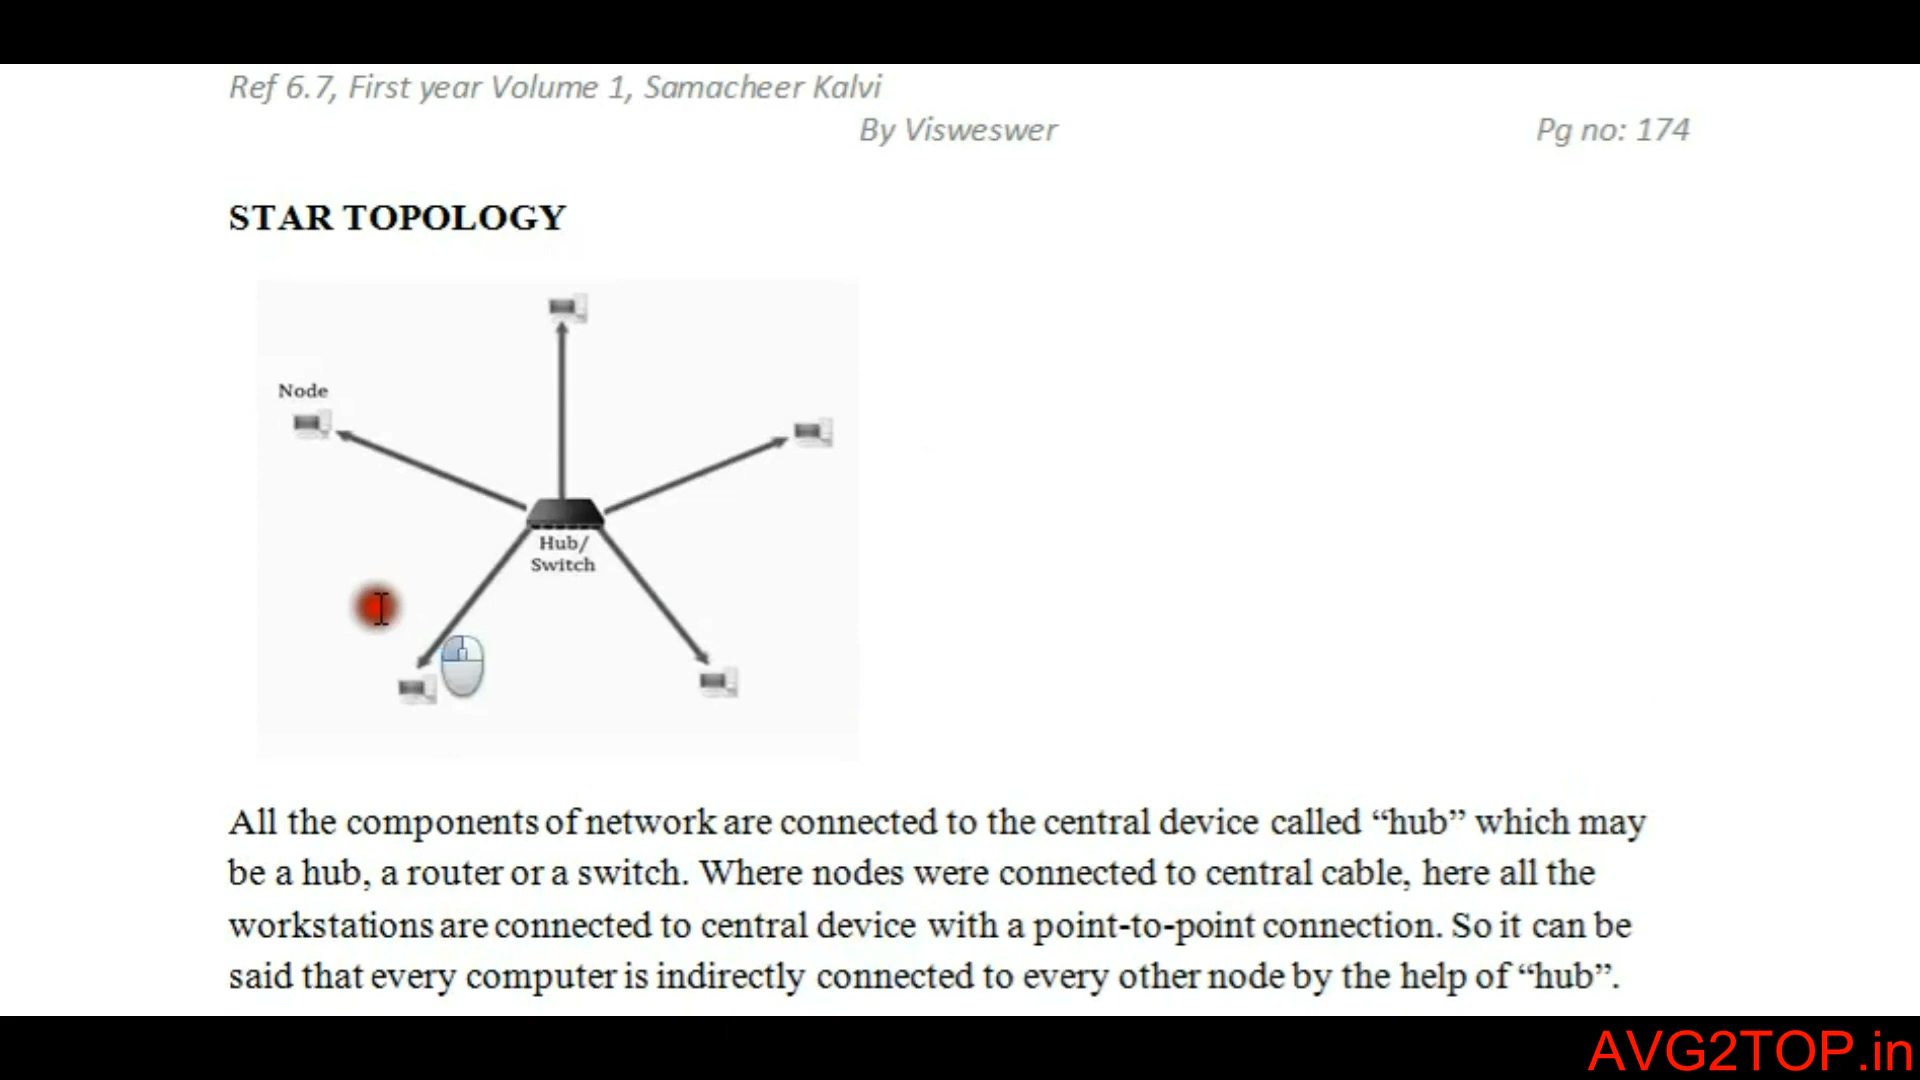 Ref 6.7, First year Volume 1, Samacheer Kalvi
By Visweswer
Pg no: 174
STAR TOPOLOGY
Node
Hub/
Switch
All the components of network are connected to the central device called “hub” which may
be a hub, a router or a switch. Where nodes were connected to central cable, here all the
workstations are connected to central device with a point-to-point connection. So it can be
said that every computer is indirectly connected to every other node by the help of “hub”.
AVG2TOP.in